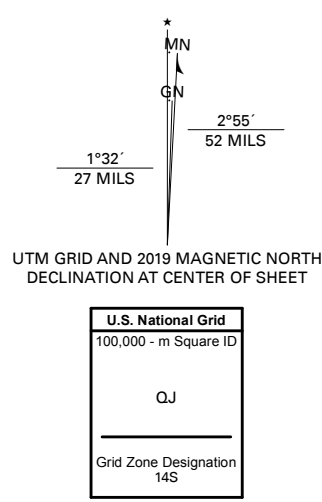 MN
GN
2°55´
52 MILS
1°32´
27 MILS
UTM GRID AND 2019 MAGNETIC NORTH
DECLINATION AT CENTER OF SHEET
U.S. National Grid
100,000 - m Square ID
QJ
Grid Zone Designation
14S